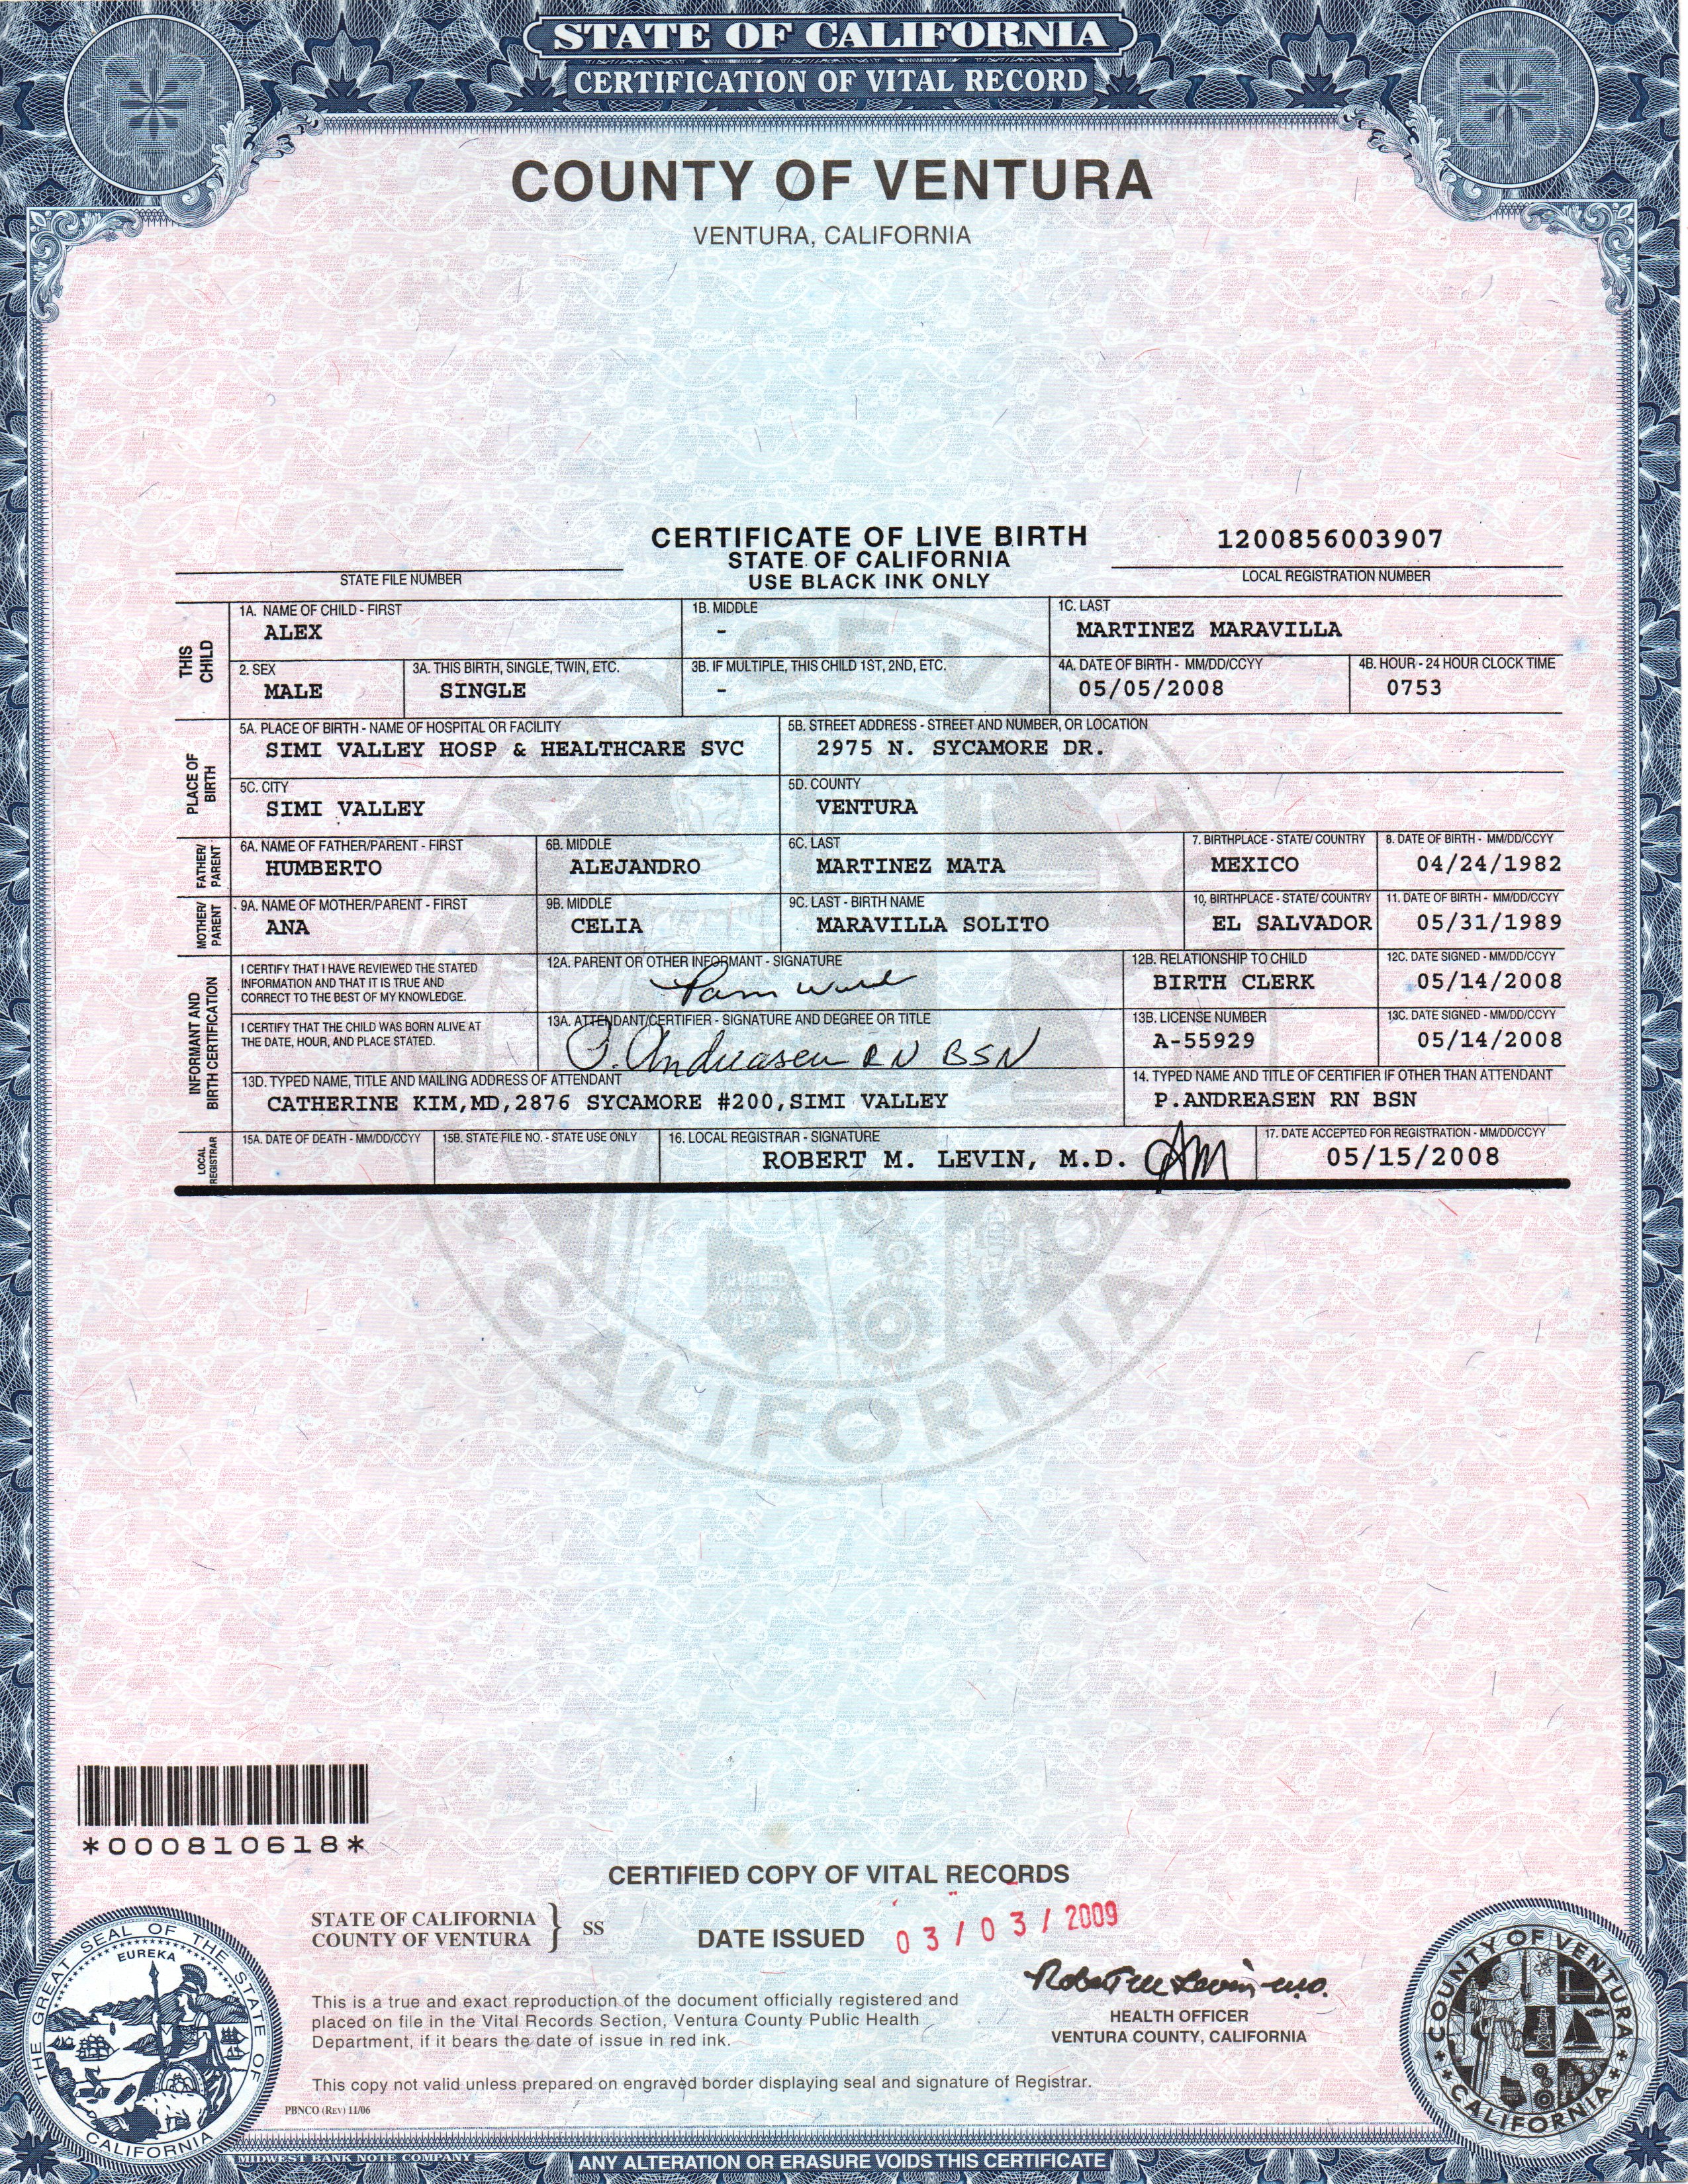 STATE OF CALIFORNIA
CERTIFICATION OF VITAL RECORD
COUNTY OF VENTURA
VENTURA, CALIFORNIA
CERTIFICATE OF LIVE BIRTH
STATE OF CALIFORNIA
USE BLACK INK ONLY
1200856003907
STATE FILE NUMBER
LOCAL REGISTRATION NUMBER
THIS CHILD
1A. NAME OF CHILD - FIRST
ALEX
1B. MIDDLE
-
1C. LAST
MARTINEZ MARAVILLA
2. SEX
MALE
3A. THIS BIRTH, SINGLE, TWIN, ETC.
SINGLE
3B. IF MULTIPLE, THIS CHILD 1ST, 2ND, ETC.
-
4A. DATE OF BIRTH - MM/DD/CCYY
05/05/2008
4B. HOUR - 24 HOUR CLOCK TIME
0753
PLACE OF BIRTH
5A. PLACE OF BIRTH - NAME OF HOSPITAL OR FACILITY
SIMI VALLEY HOSP & HEALTHCARE SVC
5B. STREET ADDRESS - STREET AND NUMBER, OR LOCATION
2975 N. SYCAMORE DR.
5C. CITY
SIMI VALLEY
5D. COUNTY
VENTURA
FATHER/ PARENT
6A. NAME OF FATHER/PARENT - FIRST
HUMBERTO
6B. MIDDLE
ALEJANDRO
6C. LAST
MARTINEZ MATA
7. BIRTHPLACE - STATE/ COUNTRY
MEXICO
8. DATE OF BIRTH - MM/DD/CCYY
04/24/1982
MOTHER/ PARENT
9A. NAME OF MOTHER/PARENT - FIRST
ANA
9B. MIDDLE
CELIA
9C. LAST - BIRTH NAME
MARAVILLA SOLITO
10. BIRTHPLACE - STATE/ COUNTRY
EL SALVADOR
11. DATE OF BIRTH - MM/DD/CCYY
05/31/1989
INFORMANT AND BIRTH CERTIFICATION
I CERTIFY THAT I HAVE REVIEWED THE STATED
INFORMATION AND THAT IT IS TRUE AND
CORRECT TO THE BEST OF MY KNOWLEDGE.
12A. PARENT OR OTHER INFORMANT - SIGNATURE
Pam Ward
12B. RELATIONSHIP TO CHILD
BIRTH CLERK
12C. DATE SIGNED - MM/DD/CCYY
05/14/2008
I CERTIFY THAT THE CHILD WAS BORN ALIVE AT
THE DATE, HOUR, AND PLACE STATED.
13A. ATTENDANT/CERTIFIER - SIGNATURE AND DEGREE OR TITLE
P. Andreasen RN BSN
13B. LICENSE NUMBER
A-55929
13C. DATE SIGNED - MM/DD/CCYY
05/14/2008
13D. TYPED NAME, TITLE AND MAILING ADDRESS OF ATTENDANT
CATHERINE KIM,MD,2876 SYCAMORE #200,SIMI VALLEY
14. TYPED NAME AND TITLE OF CERTIFIER IF OTHER THAN ATTENDANT
P.ANDREASEN RN BSN
LOCAL REGISTRAR
15A. DATE OF DEATH - MM/DD/CCYY
15B. STATE FILE NO. - STATE USE ONLY
16. LOCAL REGISTRAR - SIGNATURE
ROBERT M. LEVIN, M.D.
17. DATE ACCEPTED FOR REGISTRATION - MM/DD/CCYY
05/15/2008
COUNTY OF VENTURA
CALIFORNIA
FOUNDED
JANUARY 1
1873
*000810618*
CERTIFIED COPY OF VITAL RECORDS
STATE OF CALIFORNIA
COUNTY OF VENTURA
SS
DATE ISSUED
03/03/2009
This is a true and exact reproduction of the document officially registered and
placed on file in the Vital Records Section, Ventura County Public Health
Department, if it bears the date of issue in red ink.
Robert M Levin M.D.
HEALTH OFFICER
VENTURA COUNTY, CALIFORNIA
This copy not valid unless prepared on engraved border displaying seal and signature of Registrar.
PBNCO (REV) 11/06
THE GREAT SEAL OF THE STATE OF CALIFORNIA
EUREKA
COUNTY OF VENTURA
CALIFORNIA
MIDWEST BANK NOTE COMPANY
ANY ALTERATION OR ERASURE VOIDS THIS CERTIFICATE